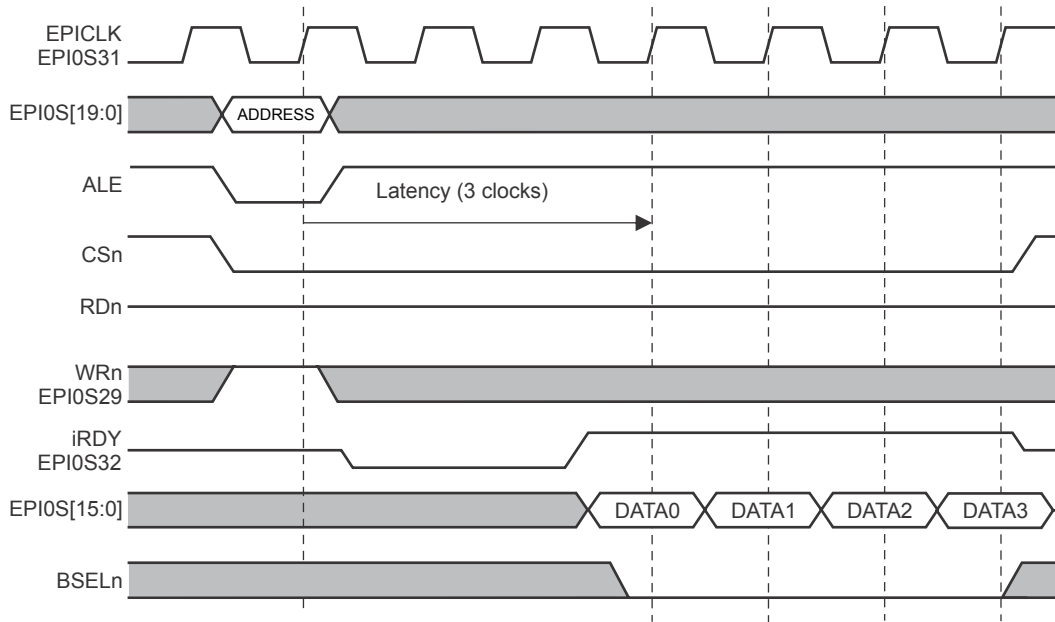 EPICLK
EPI0S31
EPI0S[19:0]
ADDRESS
ALE
Latency (3 clocks)
CSn
RDn
WRn
EPI0S29
iRDY
EPI0S32
EPI0S[15:0]
DATA0
DATA1
DATA2
DATA3
BSELn